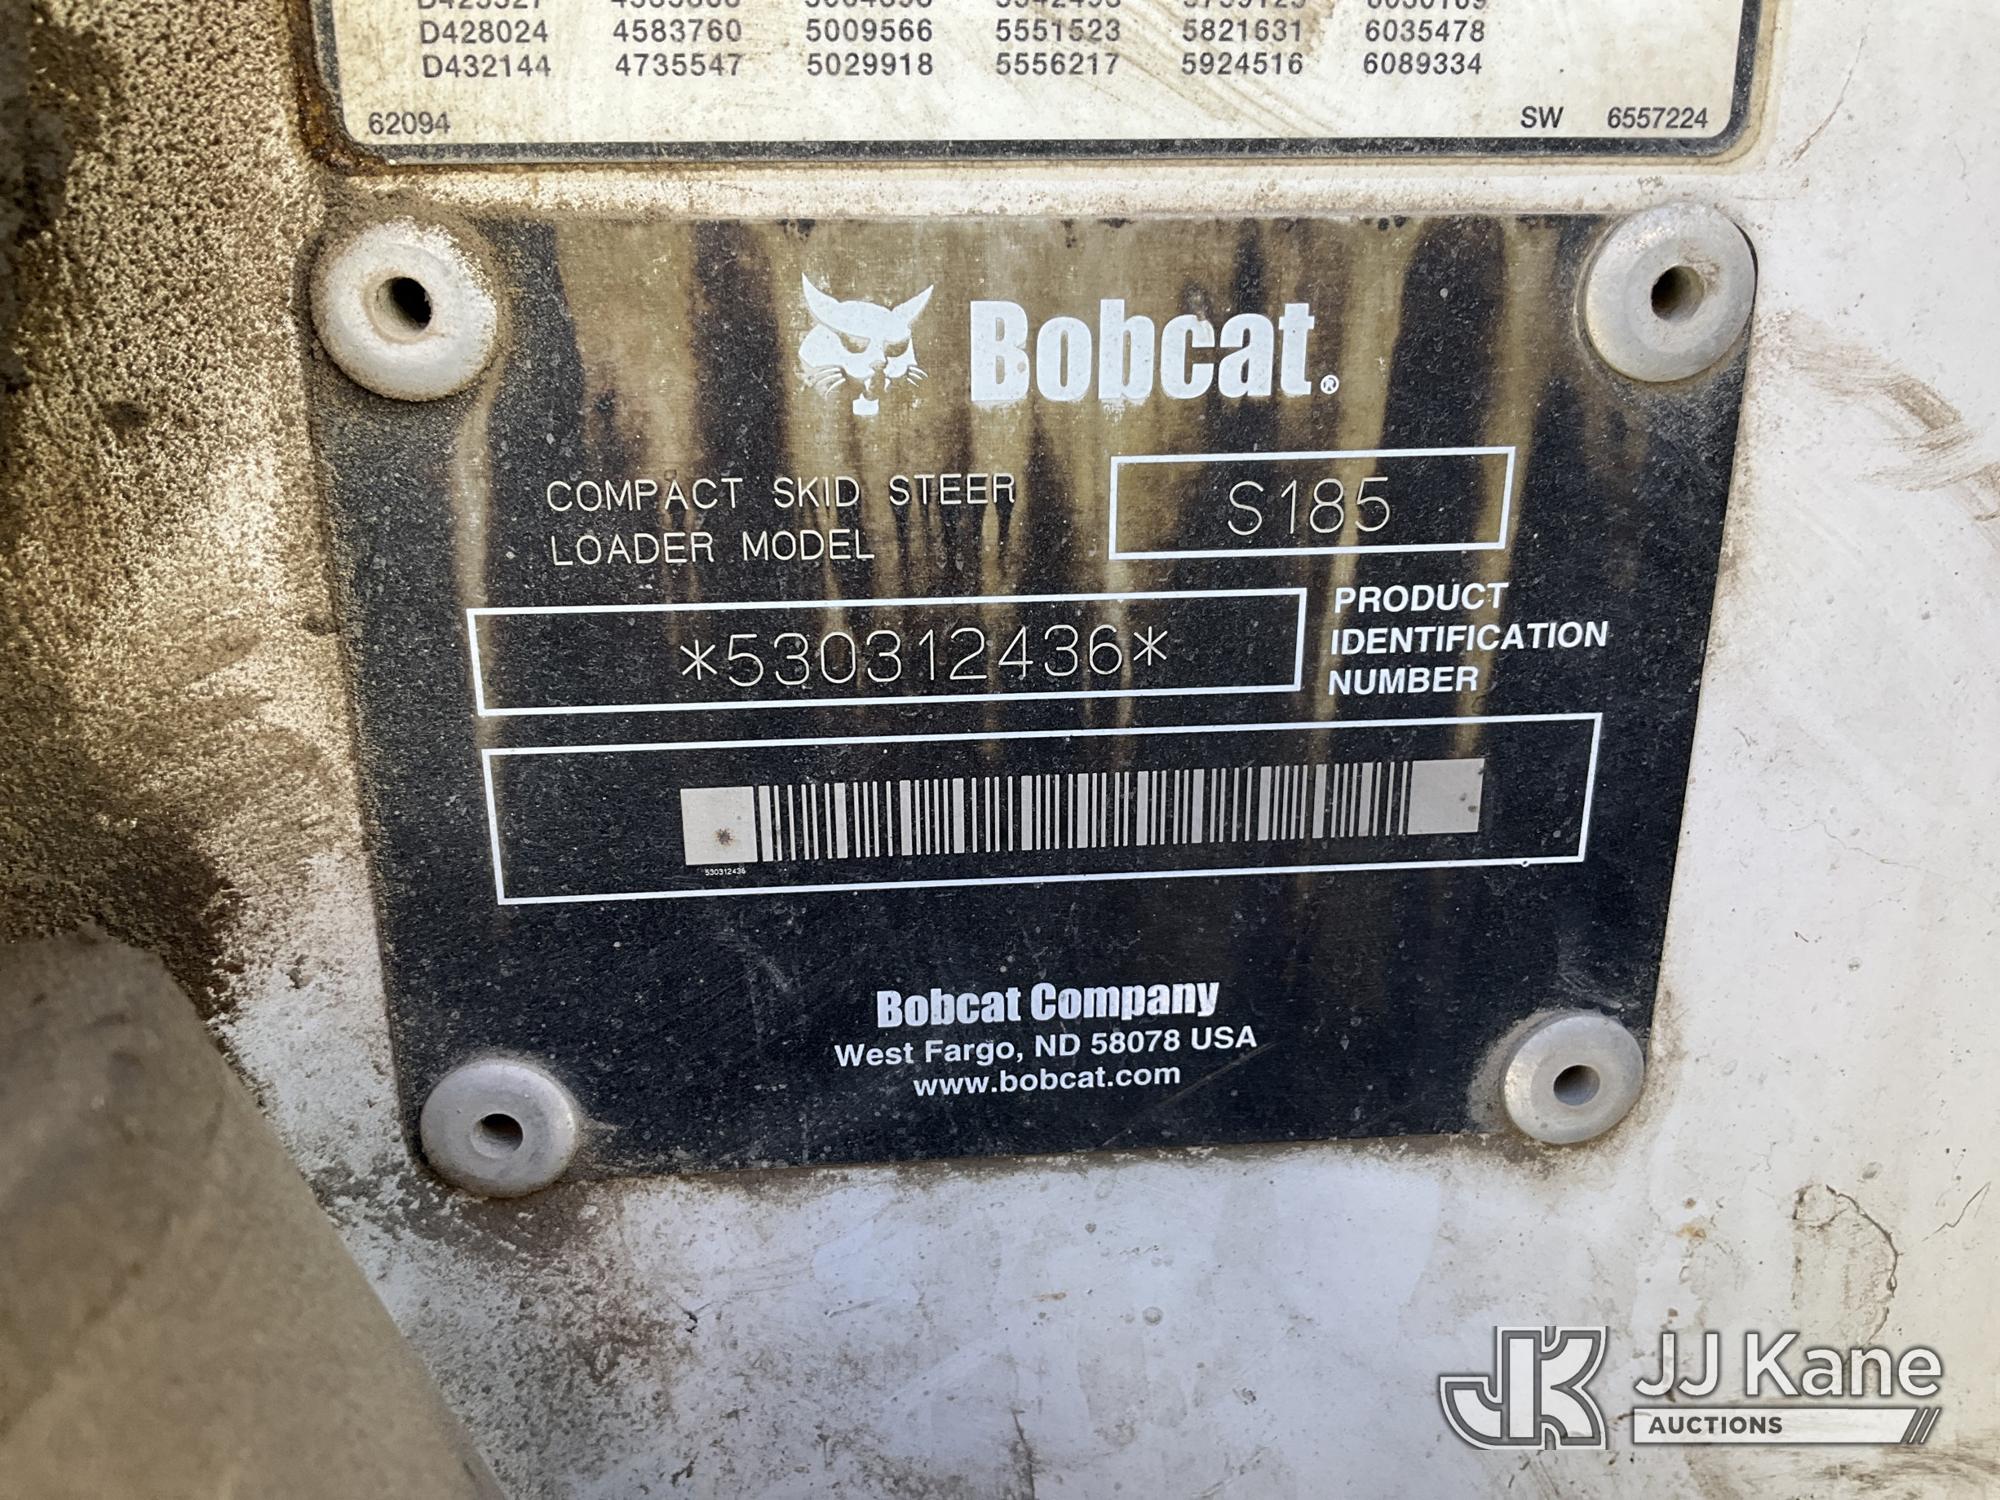 D428024 4583760 5009566 5551523 5821631 6035478
D432144 4735547 5029918 5556217 5924516 6089334
62094 SW 6557224
Bobcat®
COMPACT SKID STEER
LOADER MODEL
S185
*530312436*
PRODUCT
IDENTIFICATION
NUMBER
530312436
Bobcat Company
West Fargo, ND 58078 USA
www.bobcat.com
JK JJ Kane
AUCTIONS